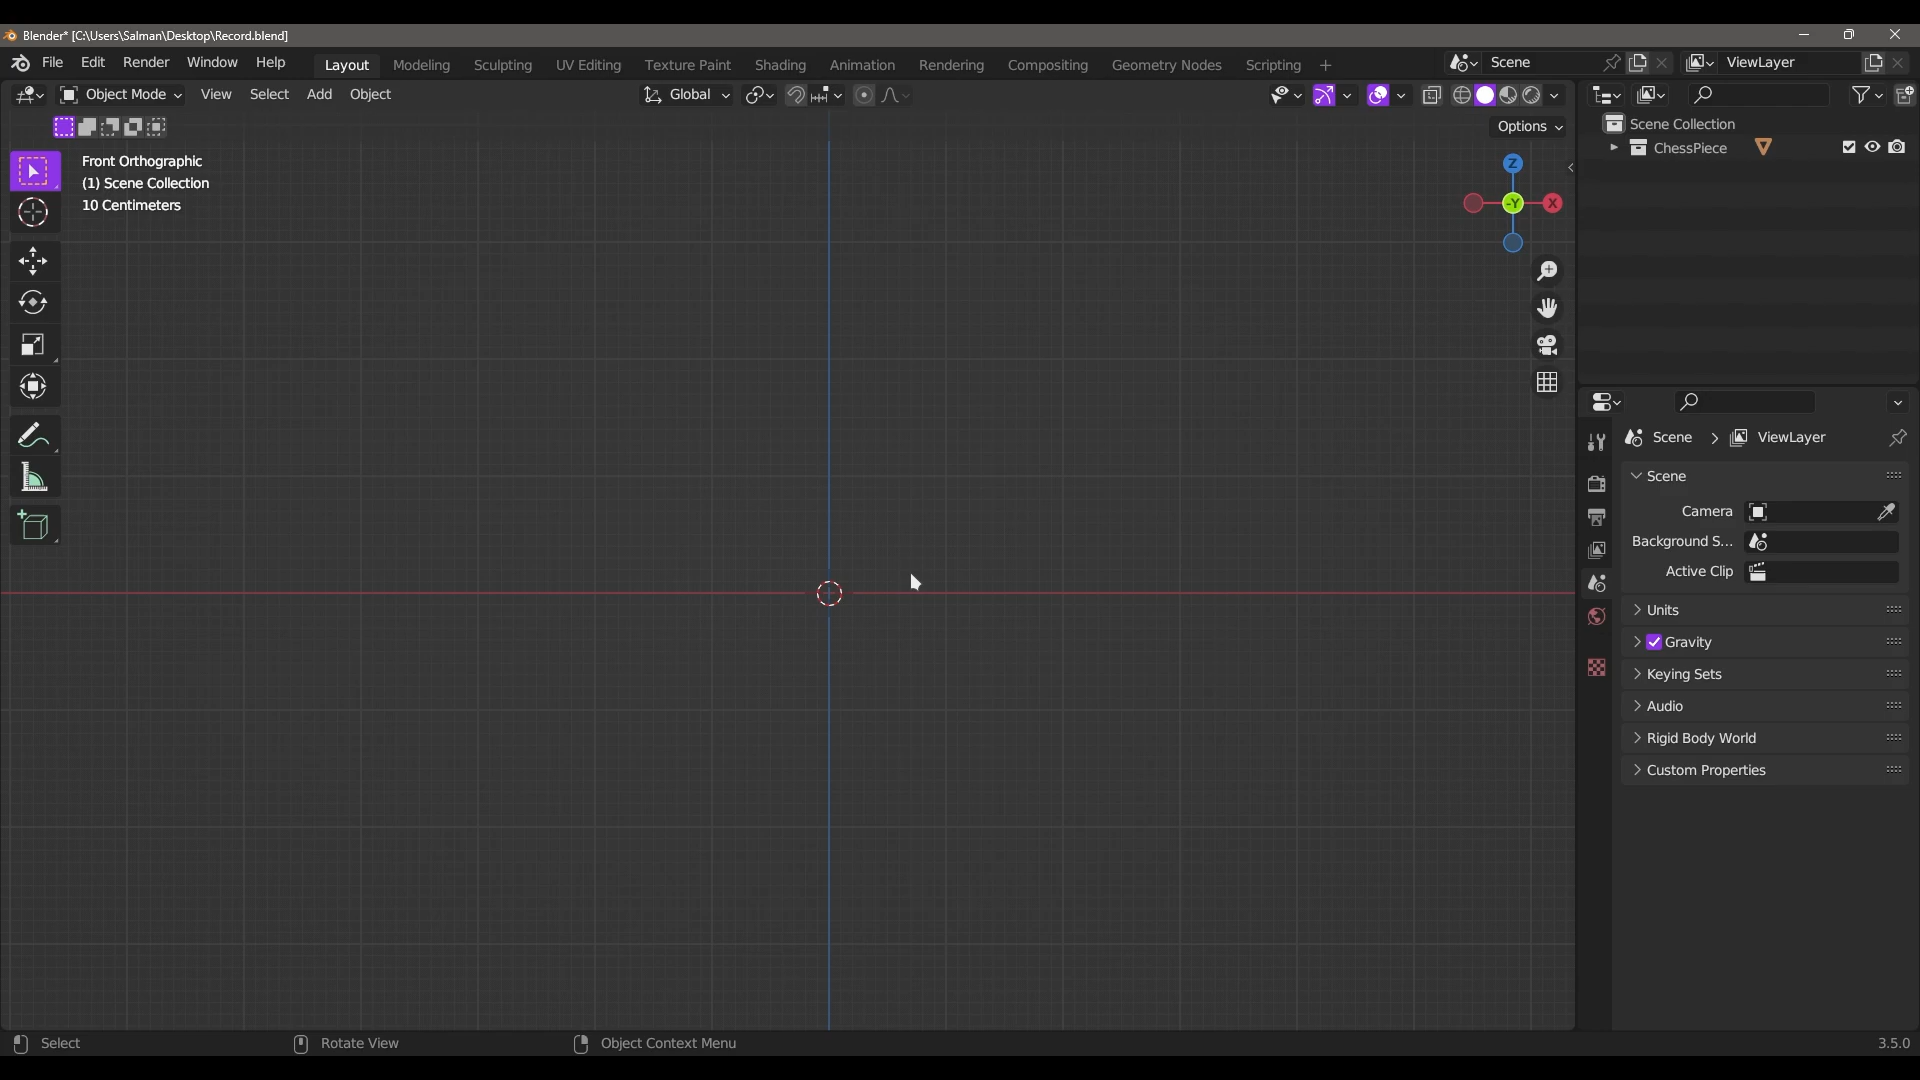 Blender* [C:\Users\Salman\Desktop\Record.blend]
File Edit Render Window Help Layout Modeling Sculpting UV Editing Texture Paint Shading Animation Rendering Compositing Geometry Nodes Scripting + Scene ViewLayer
Object Mode View Select Add Object Global
Options
Front Orthographic
(1) Scene Collection
10 Centimeters
Z
-Y
X
Scene Collection
ChessPiece
Scene > ViewLayer
Scene
Camera
Background S...
Active Clip
Units
Gravity
Keying Sets
Audio
Rigid Body World
Custom Properties
Select Rotate View Object Context Menu 3.5.0